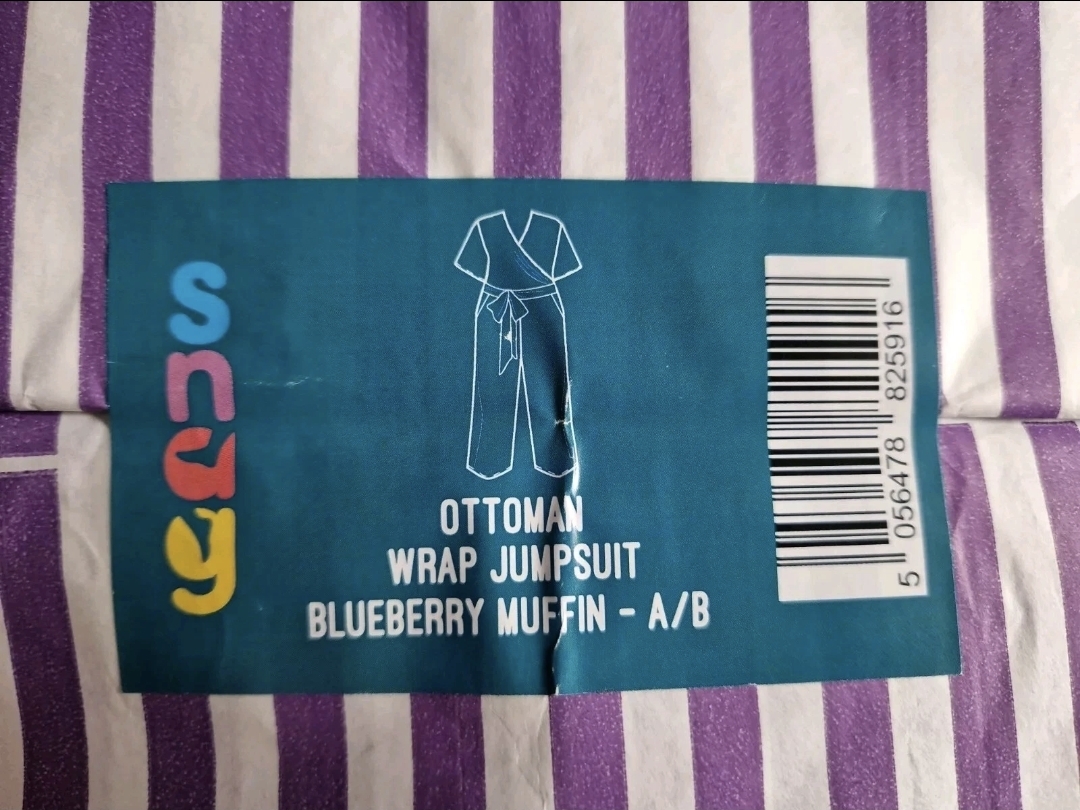 snag
OTTOMAN
WRAP JUMPSUIT
BLUEBERRY MUFFIN - A/B
5 056478 825916